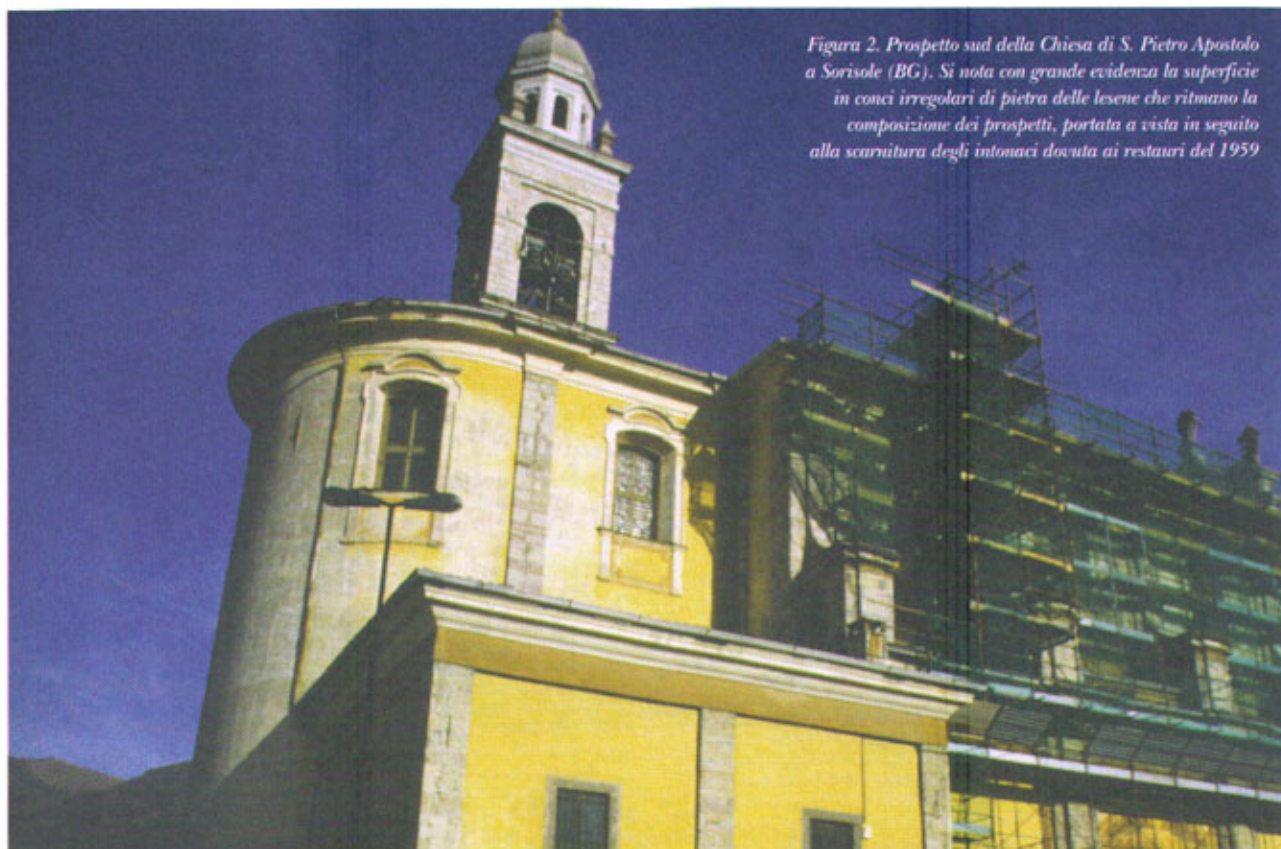 Figura 2. Prospetto sud della Chiesa di S. Pietro Apostolo
a Sorisole (BG). Si nota con grande evidenza la superficie
in conci irregolari di pietra delle lesene che ritmano la
composizione dei prospetti, portata a vista in seguito
alla scarnitura degli intonaci dovuta ai restauri del 1959